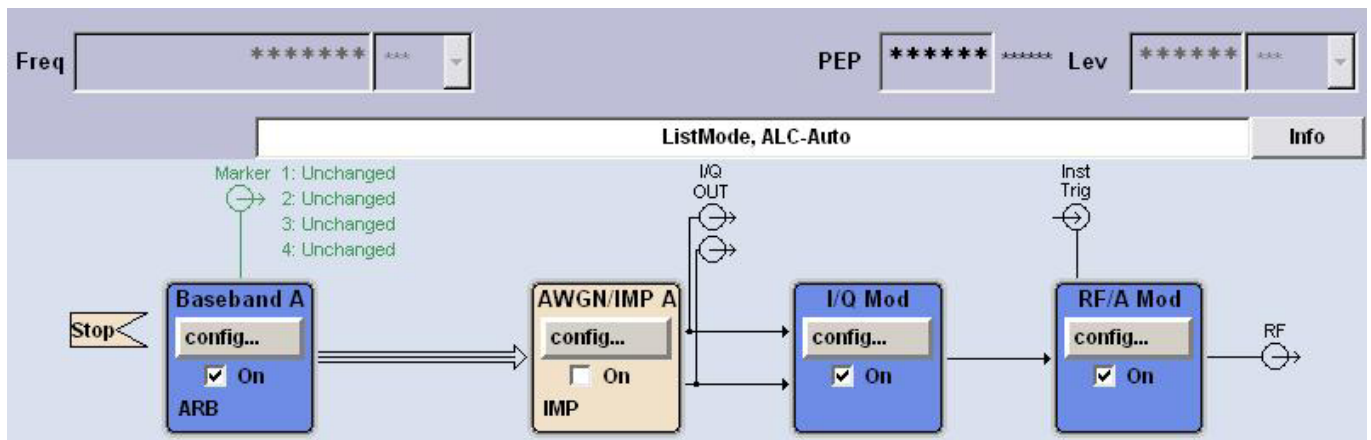 Freq ******* *** PEP ****** ****** Lev ****** ***
ListMode, ALC-Auto Info
Marker 1: Unchanged
2: Unchanged
3: Unchanged
4: Unchanged
I/Q
OUT
Inst
Trig
Stop
Baseband A
config...
On
ARB
AWGN/IMP A
config...
On
IMP
I/Q Mod
config...
On
RF/A Mod
config...
On
RF